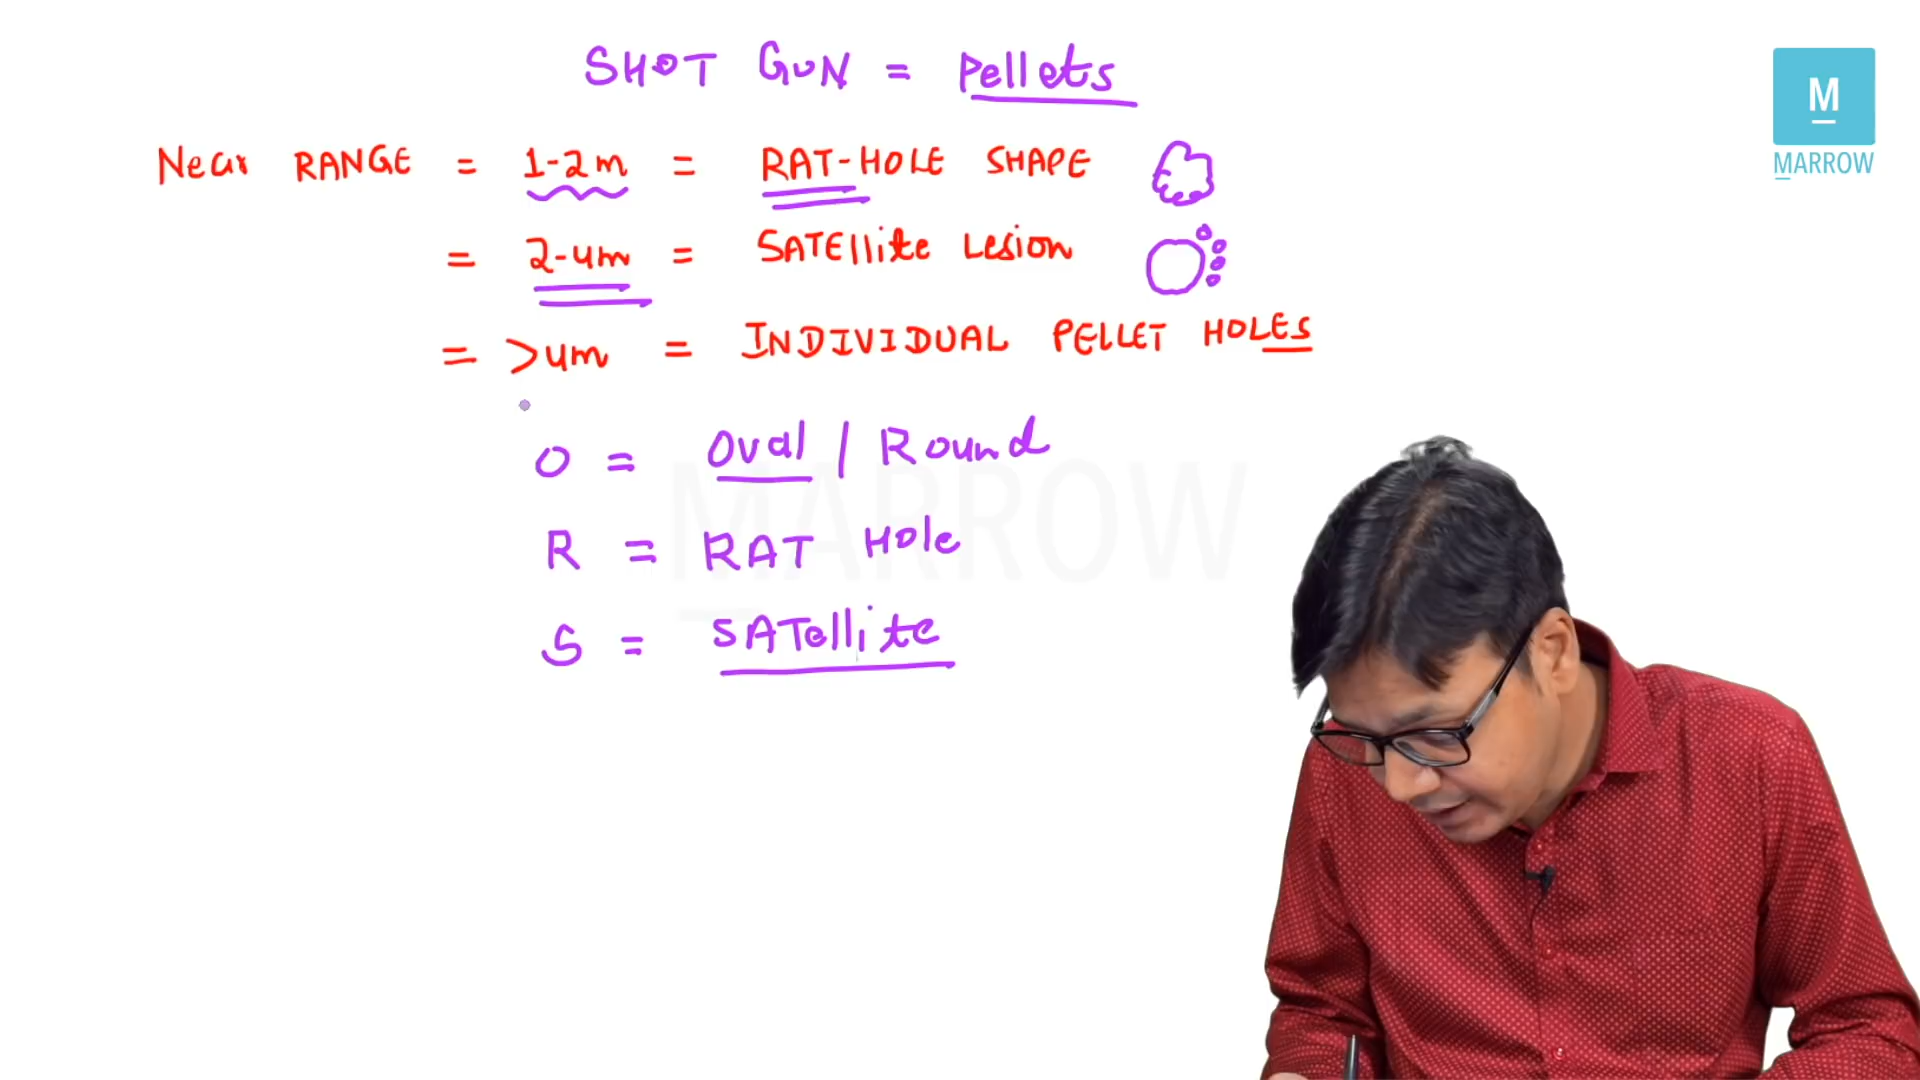 SHOT GUN = Pellets
Near RANGE = 1-2m = RAT-HOLE SHAPE
= 2-4m = SATEllite Lesion
= >4m = INDIVIDUAL PELLET HOLES
O = Oval / Round
R = RAT Hole
S = SATellite
M
MARROW
MARROW